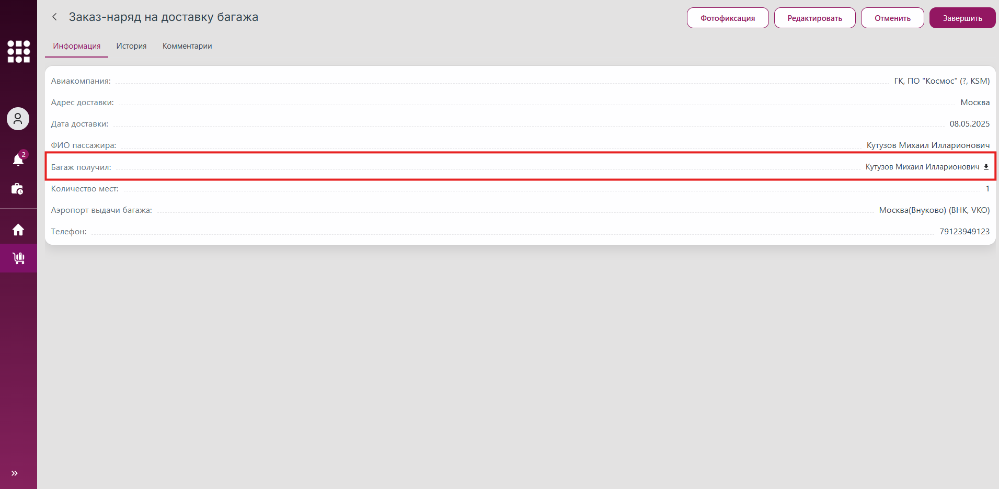 Заказ-наряд на доставку багажа
Фотофиксация
Редактировать
Отменить
Завершить
Информация
История
Комментарии
Авиакомпания: ГК, ПО "Космос" (?, KSM)
Адрес доставки: Москва
Дата доставки: 08.05.2025
ФИО пассажира: Кутузов Михаил Илларионович
2
Багаж получил: Кутузов Михаил Илларионович
Количество мест: 1
Аэропорт выдачи багажа: Москва(Внуково) (ВНК, VKO)
Телефон: 79123949123